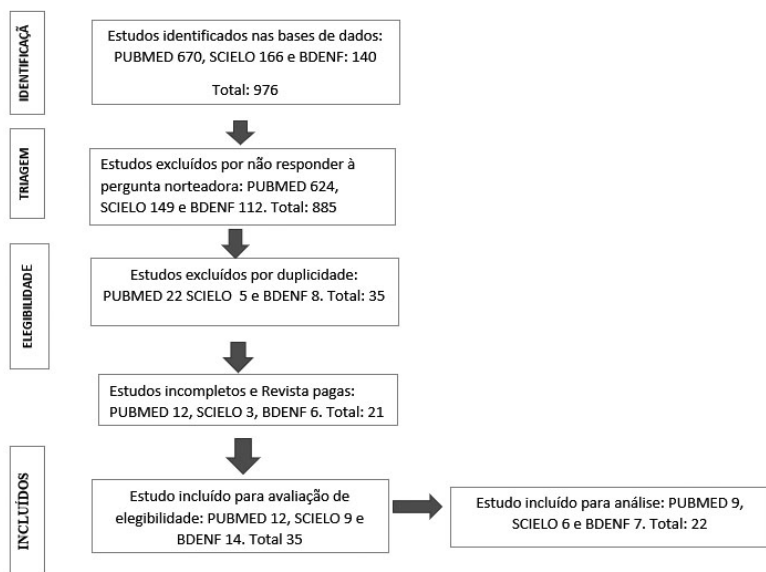 IDENTIFICAÇÃ
Estudos identificados nas bases de dados:
PUBMED 670, SCIELO 166 e BDENF: 140
Total: 976
TRIAGEM
Estudos excluídos por não responder à
pergunta norteadora: PUBMED 624,
SCIELO 149 e BDENF 112. Total: 885
ELEGIBILIDADE
Estudos excluídos por duplicidade:
PUBMED 22 SCIELO 5 e BDENF 8. Total: 35
Estudos incompletos e Revista pagas:
PUBMED 12, SCIELO 3, BDENF 6. Total: 21
INCLUÍDOS
Estudo incluído para avaliação de
elegibilidade: PUBMED 12, SCIELO 9 e
BDENF 14. Total 35
Estudo incluído para análise: PUBMED 9,
SCIELO 6 e BDENF 7. Total: 22